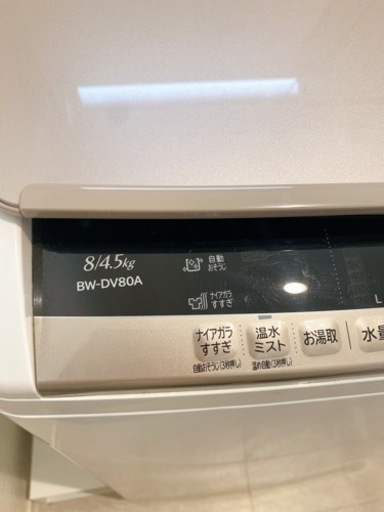 8/4.5kg
BW-DV80A
自動
おそうじ
ナイアガラ
すすぎ
ナイアガラ
すすぎ
自動おそうじ(3秒押し)
温水
ミスト
温め自動(3秒押し)
お湯取
水量
L